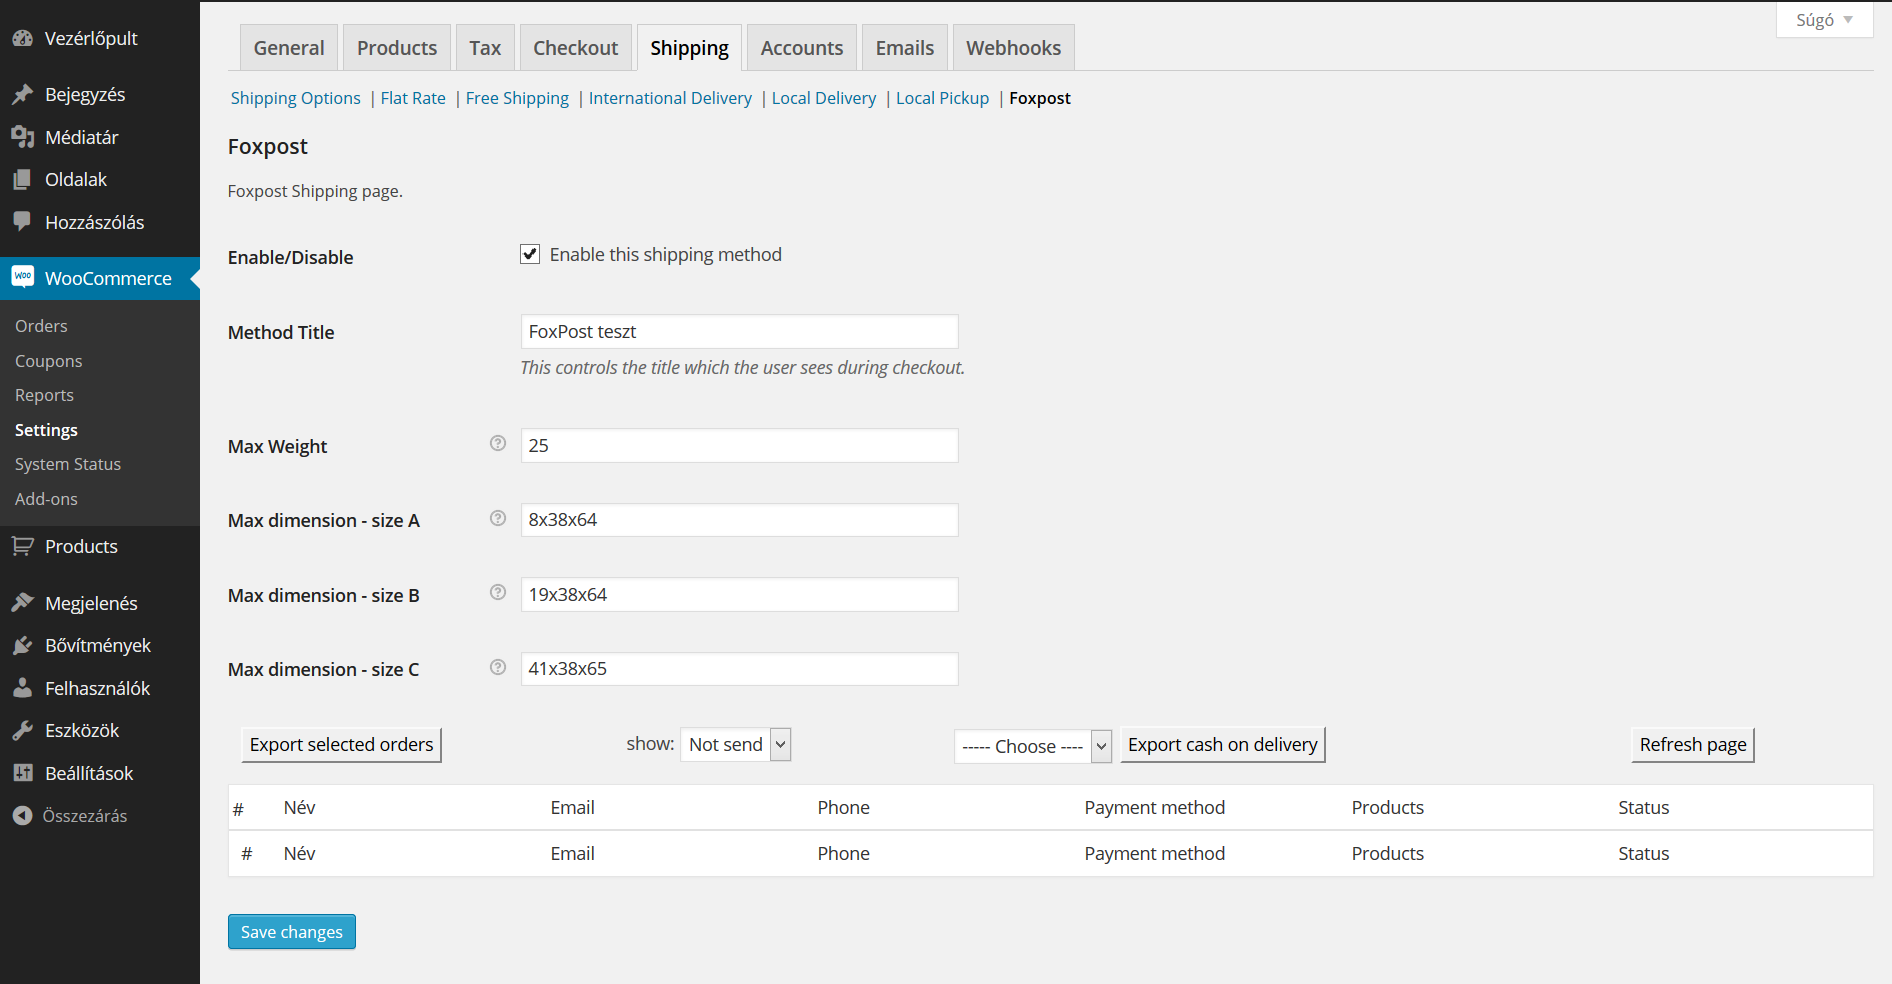 Súgó
Vezérlőpult
Bejegyzés
Médiatár
Oldalak
Hozzászólás
Woo WooCommerce
Orders
Coupons
Reports
Settings
System Status
Add-ons
Products
Megjelenés
Bővítmények
Felhasználók
Eszközök
Beállítások
Összezárás
General Products Tax Checkout Shipping Accounts Emails Webhooks
Shipping Options | Flat Rate | Free Shipping | International Delivery | Local Delivery | Local Pickup | Foxpost
Foxpost
Foxpost Shipping page.
Enable/Disable Enable this shipping method
Method Title FoxPost teszt
This controls the title which the user sees during checkout.
Max Weight ? 25
Max dimension - size A ? 8x38x64
Max dimension - size B ? 19x38x64
Max dimension - size C ? 41x38x65
Export selected orders show: Not send ----- Choose ---- Export cash on delivery Refresh page
# Név Email Phone Payment method Products Status
# Név Email Phone Payment method Products Status
Save changes